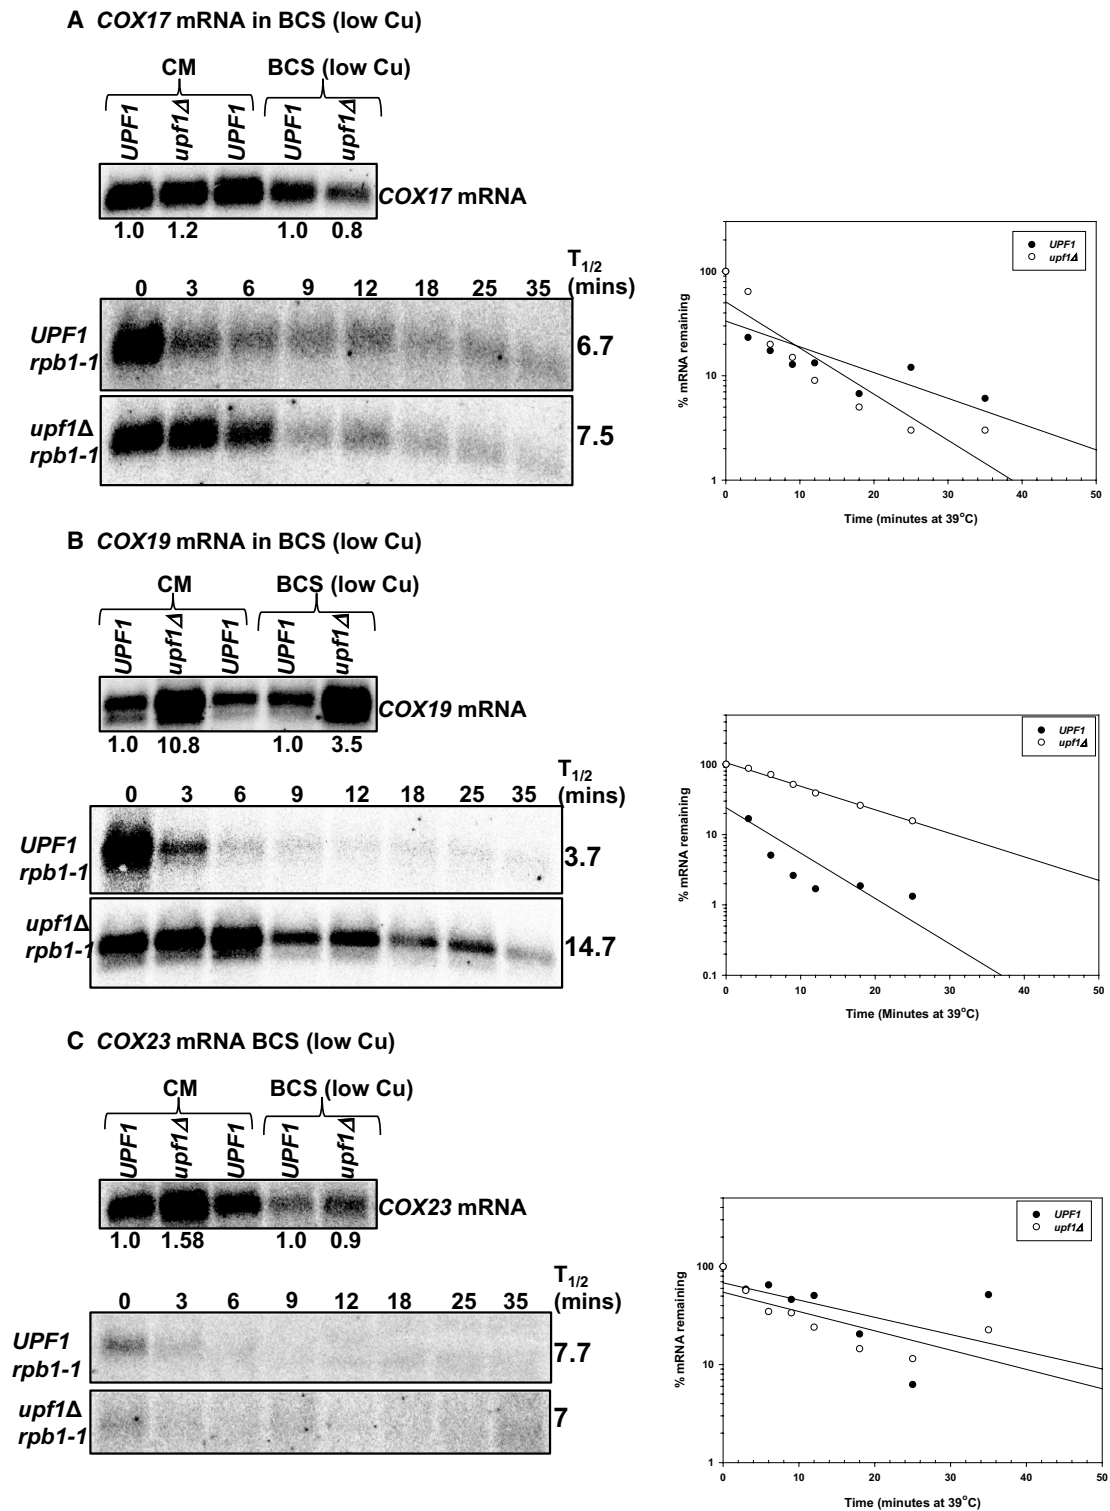 A COX17 mRNA in BCS (low Cu)
CM BCS (low Cu)
UPF1 upf1Δ UPF1 UPF1 upf1Δ
COX17 mRNA
1.0 1.2 1.0 0.8
T1/2
(mins)
0 3 6 9 12 18 25 35
UPF1
rpb1-1
6.7
upf1Δ
rpb1-1
7.5
UPF1
upf1Δ
% mRNA remaining
100
10
1
0 10 20 30 40 50
Time (minutes at 39°C)
B COX19 mRNA in BCS (low Cu)
CM BCS (low Cu)
UPF1 upf1Δ UPF1 UPF1 upf1Δ
COX19 mRNA
1.0 10.8 1.0 3.5
T1/2
(mins)
0 3 6 9 12 18 25 35
UPF1
rpb1-1
3.7
upf1Δ
rpb1-1
14.7
UPF1
upf1Δ
% mRNA remaining
100
10
1
0.1
0 10 20 30 40 50
Time (Minutes at 39°C)
C COX23 mRNA BCS (low Cu)
CM BCS (low Cu)
UPF1 upf1Δ UPF1 UPF1 upf1Δ
COX23 mRNA
1.0 1.58 1.0 0.9
T1/2
(mins)
0 3 6 9 12 18 25 35
UPF1
rpb1-1
7.7
upf1Δ
rpb1-1
7
UPF1
upf1Δ
% mRNA remaining
100
10
1
0 10 20 30 40 50
Time (minutes at 39°C)